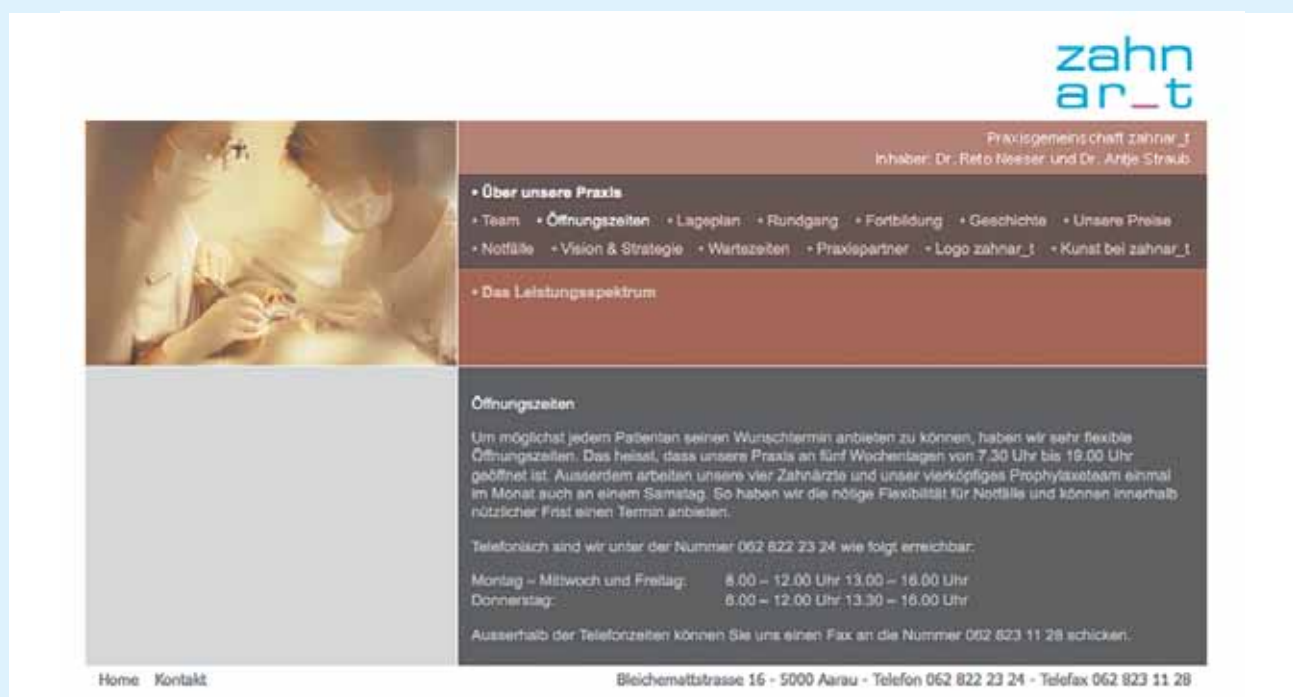 zahn
ar_t
Praxisgemeinschaft zahnar_t
Inhaber: Dr. Reto Neeser und Dr. Antje Straub
• Über unsere Praxis
• Team • Öffnungszeiten • Lageplan • Rundgang • Fortbildung • Geschichte • Unsere Preise
• Notfälle • Vision & Strategie • Wartezeiten • Praxispartner • Logo zahnar_t • Kunst bei zahnar_t
• Das Leistungsspektrum
Öffnungszeiten
Um möglichst jedem Patienten seinen Wunschtermin anbieten zu können, haben wir sehr flexible
Öffnungszeiten. Das heisst, dass unsere Praxis an fünf Wochentagen von 7.30 Uhr bis 19.00 Uhr
geöffnet ist. Ausserdem arbeiten unsere vier Zahnärzte und unser vierköpfiges Prophylaxeteam einmal
im Monat auch an einem Samstag. So haben wir die nötige Flexibilität für Notfälle und können innerhalb
nützlicher Frist einen Termin anbieten.
Telefonisch sind wir unter der Nummer 062 822 23 24 wie folgt erreichbar:
Montag – Mittwoch und Freitag: 8.00 – 12.00 Uhr 13.00 – 16.00 Uhr
Donnerstag: 8.00 – 12.00 Uhr 13.30 – 16.00 Uhr
Ausserhalb der Telefonzeiten können Sie uns einen Fax an die Nummer 062 823 11 28 schicken.
Home Kontakt Bleichemattstrasse 16 - 5000 Aarau - Telefon 062 822 23 24 - Telefax 062 823 11 28